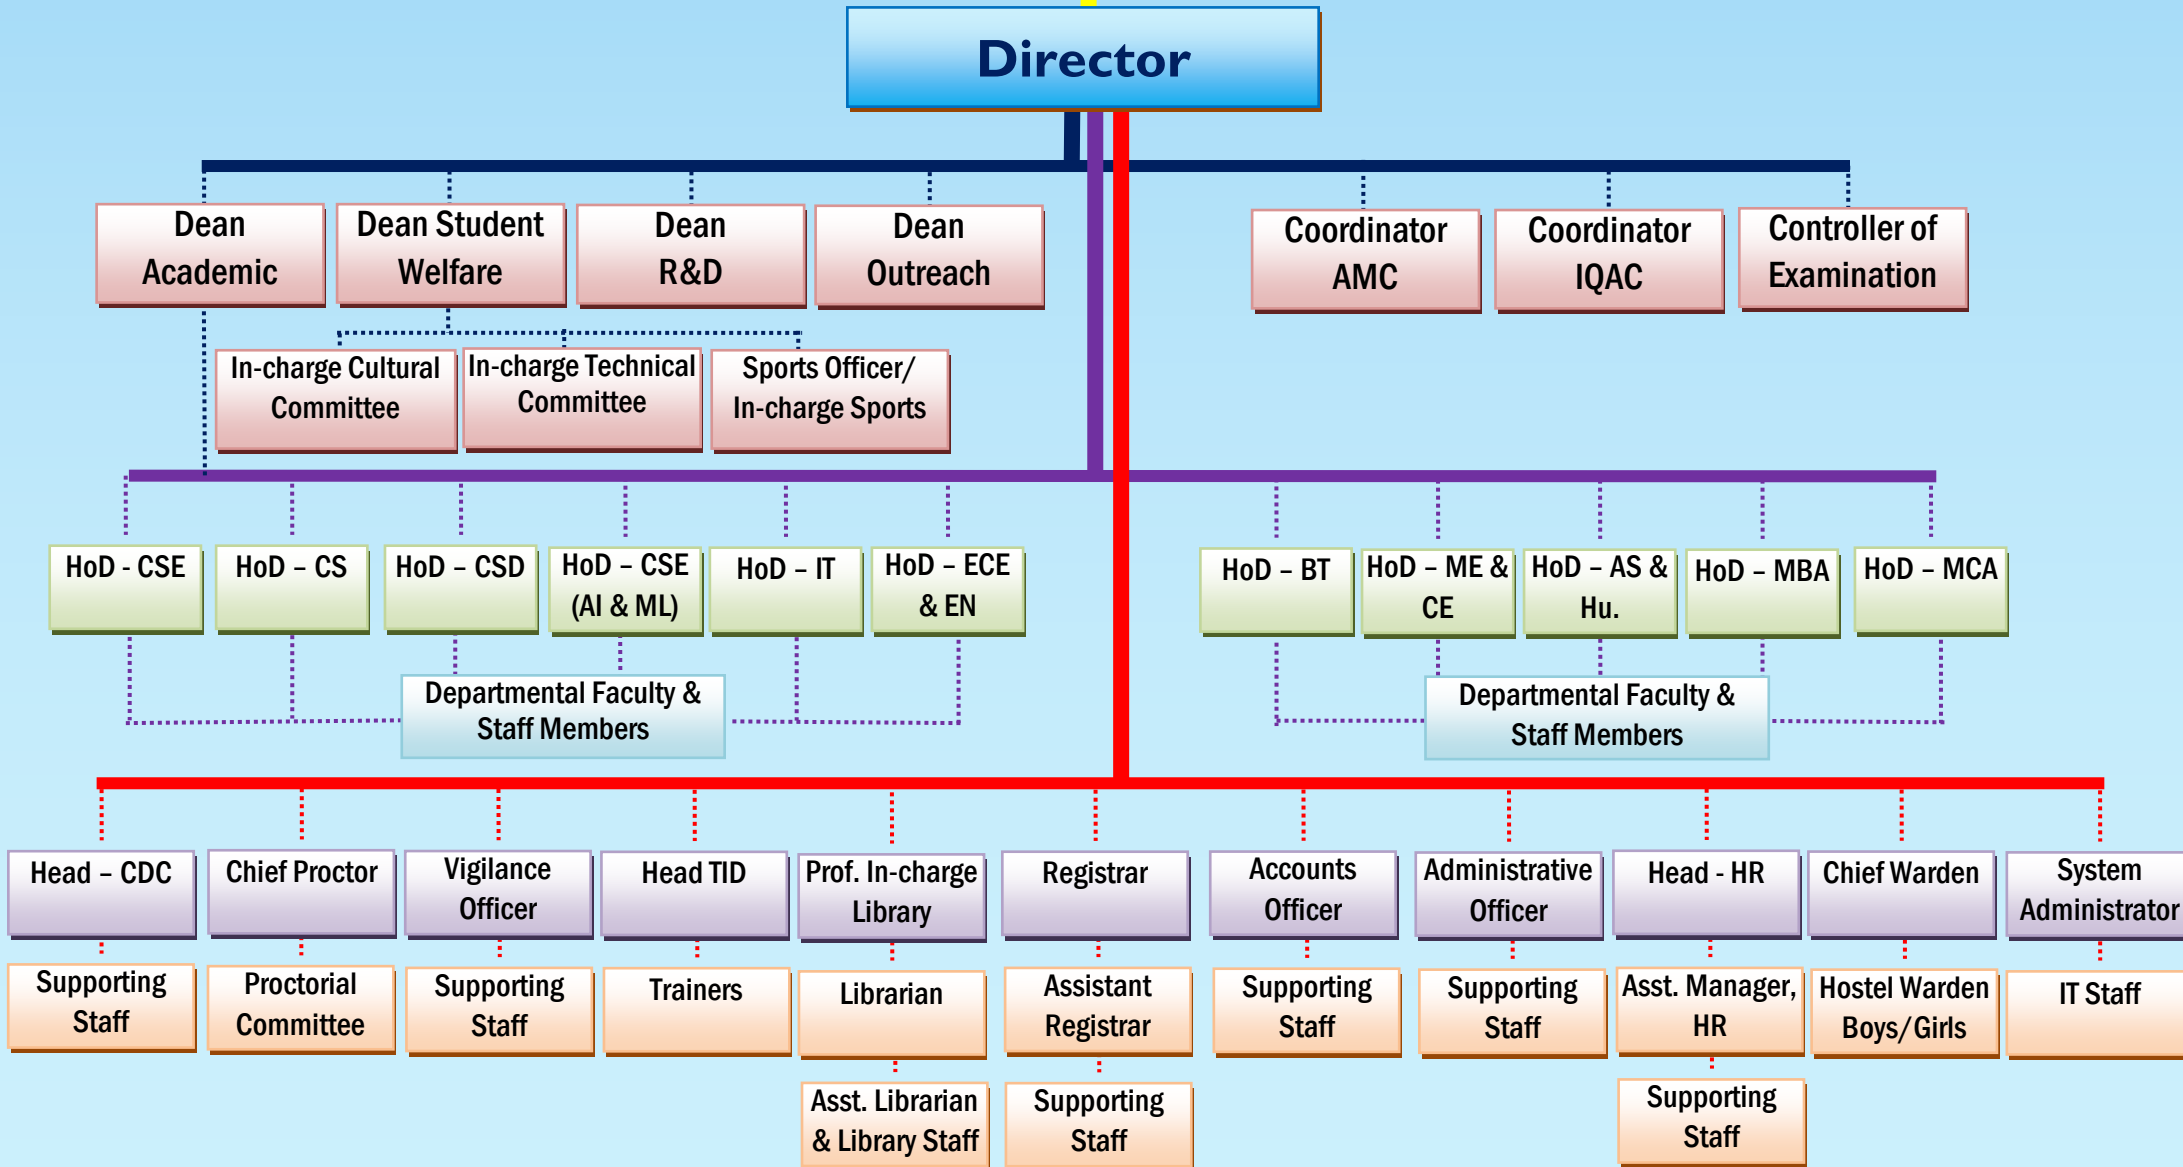 Director
Dean
Academic
Dean Student
Welfare
Dean
R&D
Dean
Outreach
Coordinator
AMC
Coordinator
IQAC
Controller of
Examination
In-charge Cultural
Committee
In-charge Technical
Committee
Sports Officer/
In-charge Sports
HoD - CSE
HoD – CS
HoD – CSD
HoD – CSE
(AI & ML)
HoD – IT
HoD – ECE
& EN
HoD – BT
HoD – ME &
CE
HoD – AS &
Hu.
HoD – MBA
HoD – MCA
Departmental Faculty &
Staff Members
Departmental Faculty &
Staff Members
Head – CDC
Chief Proctor
Vigilance
Officer
Head TID
Prof. In-charge
Library
Registrar
Accounts
Officer
Administrative
Officer
Head - HR
Chief Warden
System
Administrator
Supporting
Staff
Proctorial
Committee
Supporting
Staff
Trainers
Librarian
Assistant
Registrar
Supporting
Staff
Supporting
Staff
Asst. Manager,
HR
Hostel Warden
Boys/Girls
IT Staff
Asst. Librarian
& Library Staff
Supporting
Staff
Supporting
Staff